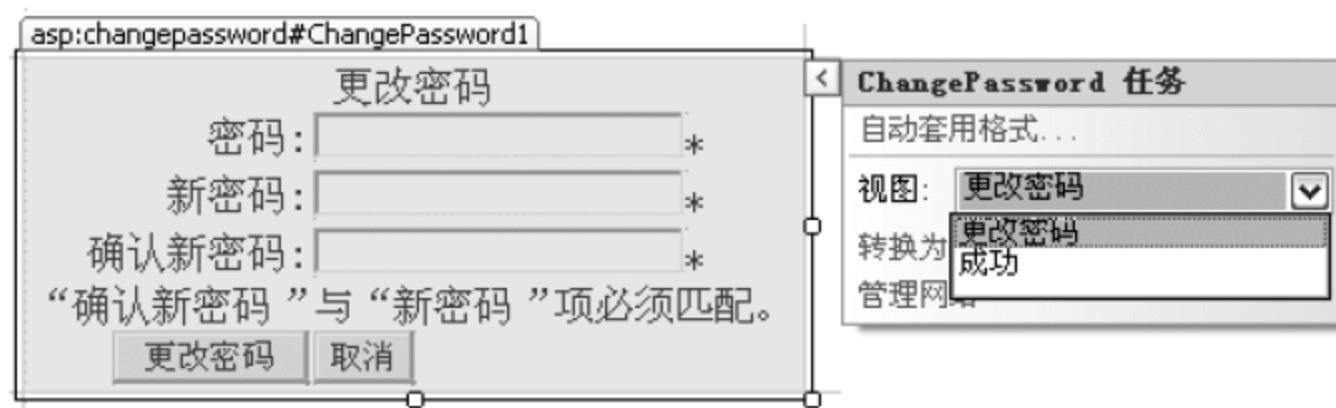 asp:changepassword#ChangePassword1
更改密码
密码:*
新密码:*
确认新密码:*
“确认新密码 ”与“新密码 ”项必须匹配。
更改密码 取消
ChangePassword 任务
自动套用格式...
视图: 更改密码
更改密码
成功
转换为
管理网